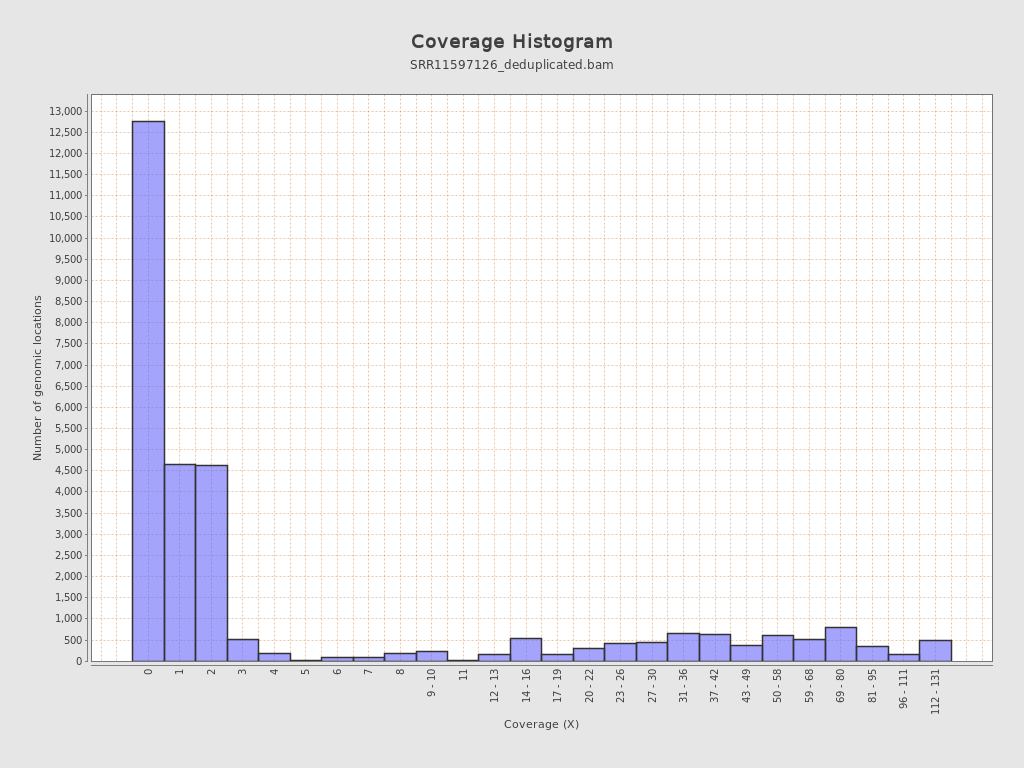 Coverage Histogram
SRR11597126_deduplicated.bam
Number of genomic locations
13,000
12,500
12,000
11,500
11,000
10,500
10,000
9,500
9,000
8,500
8,000
7,500
7,000
6,500
6,000
5,500
5,000
4,500
4,000
3,500
3,000
2,500
2,000
1,500
1,000
500
0
0
1
2
3
4
5
6
7
8
9 - 10
11
12 - 13
14 - 16
17 - 19
20 - 22
23 - 26
27 - 30
31 - 36
37 - 42
43 - 49
50 - 58
59 - 68
69 - 80
81 - 95
96 - 111
112 - 131
Coverage (X)